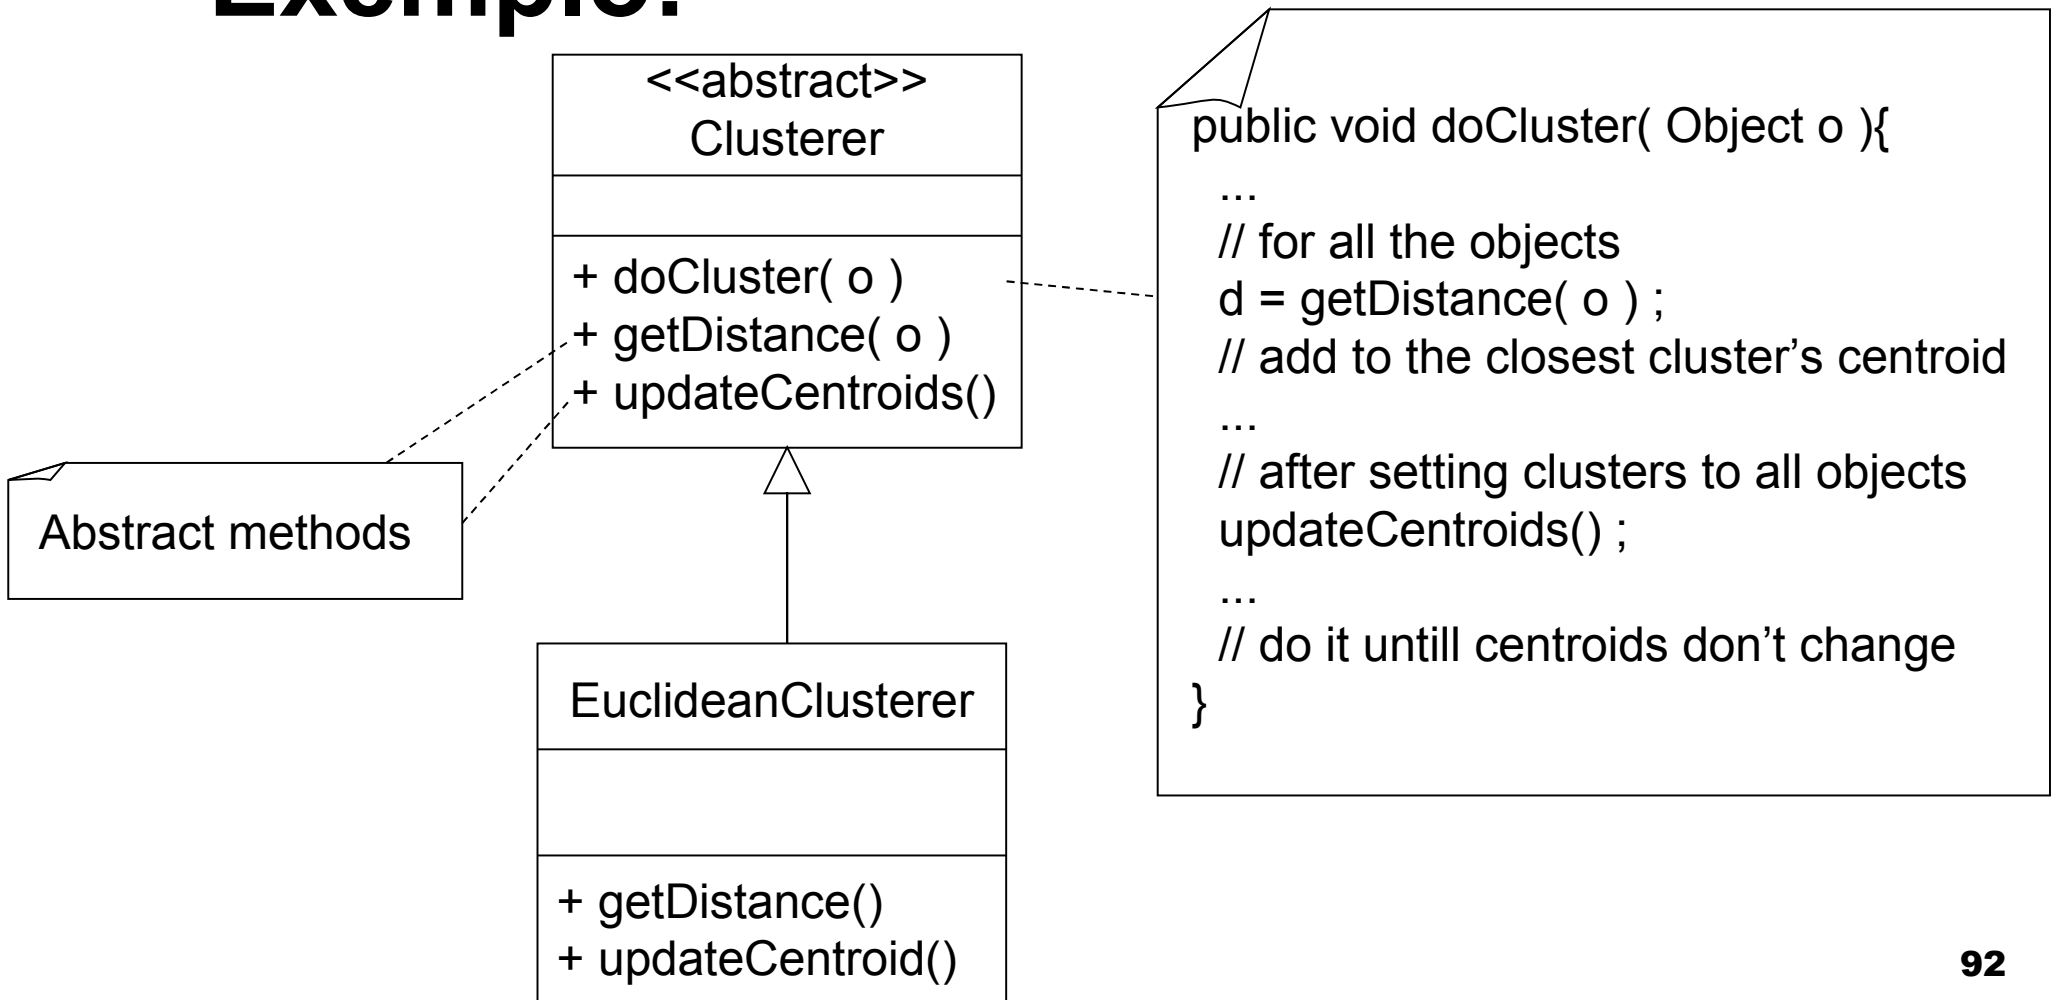 Exemplo:
<<abstract>>
Clusterer
+ doCluster( o )
+ getDistance( o )
+ updateCentroids()
Abstract methods
EuclideanClusterer
+ getDistance()
+ updateCentroid()
public void doCluster( Object o ){
...
// for all the objects
d = getDistance( o ) ;
// add to the closest cluster’s centroid
...
// after setting clusters to all objects
updateCentroids() ;
...
// do it untill centroids don’t change
}
92